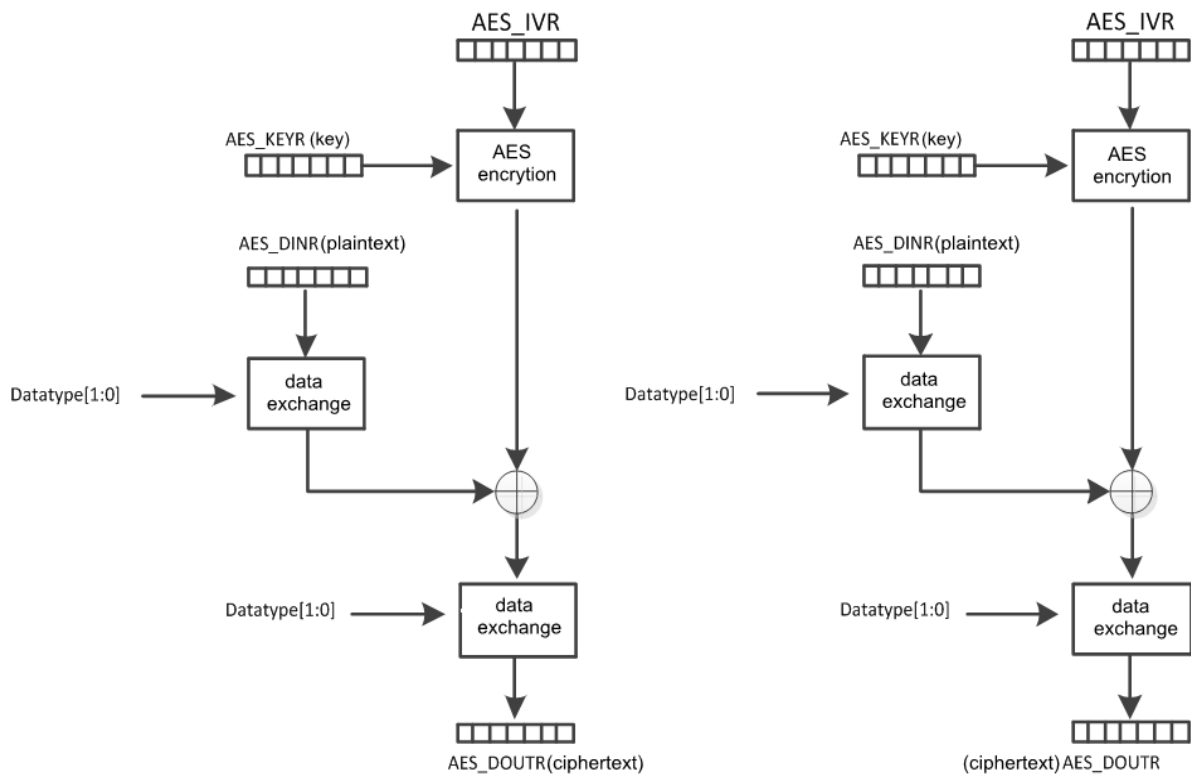 AES_IVR
AES_KEYR (key)
AES
encrytion
AES_DINR(plaintext)
Datatype[1:0]
data
exchange
Datatype[1:0]
data
exchange
AES_DOUTR(ciphertext)
AES_IVR
AES_KEYR(key)
AES
encrytion
AES_DINR(plaintext)
Datatype[1:0]
data
exchange
Datatype[1:0]
data
exchange
(ciphertext) AES_DOUTR